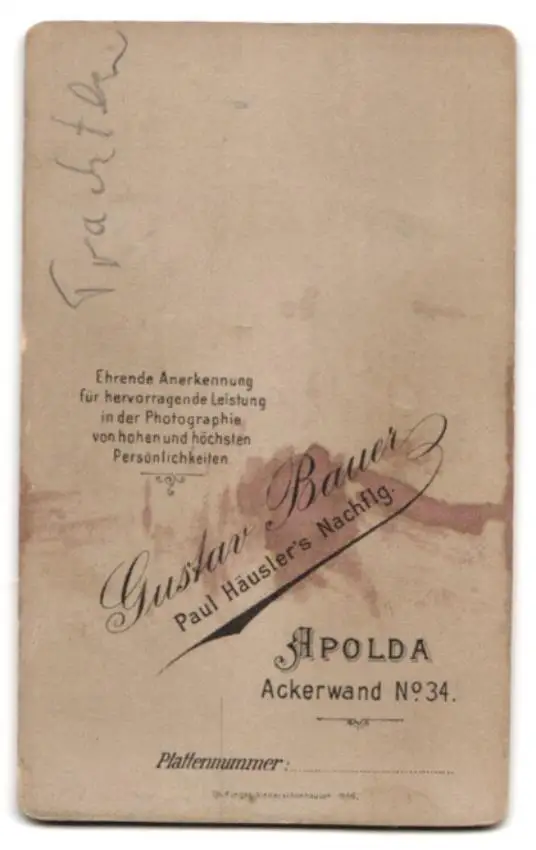 Trachten
Ehrende Anerkennung
für hervorragende Leistung
in der Photographie
von hohen und höchsten
Persönlichkeiten
Gustav Bauer
Paul Häusler's Nachflg.
APOLDA
Ackerwand No 34.
Plattennummer: